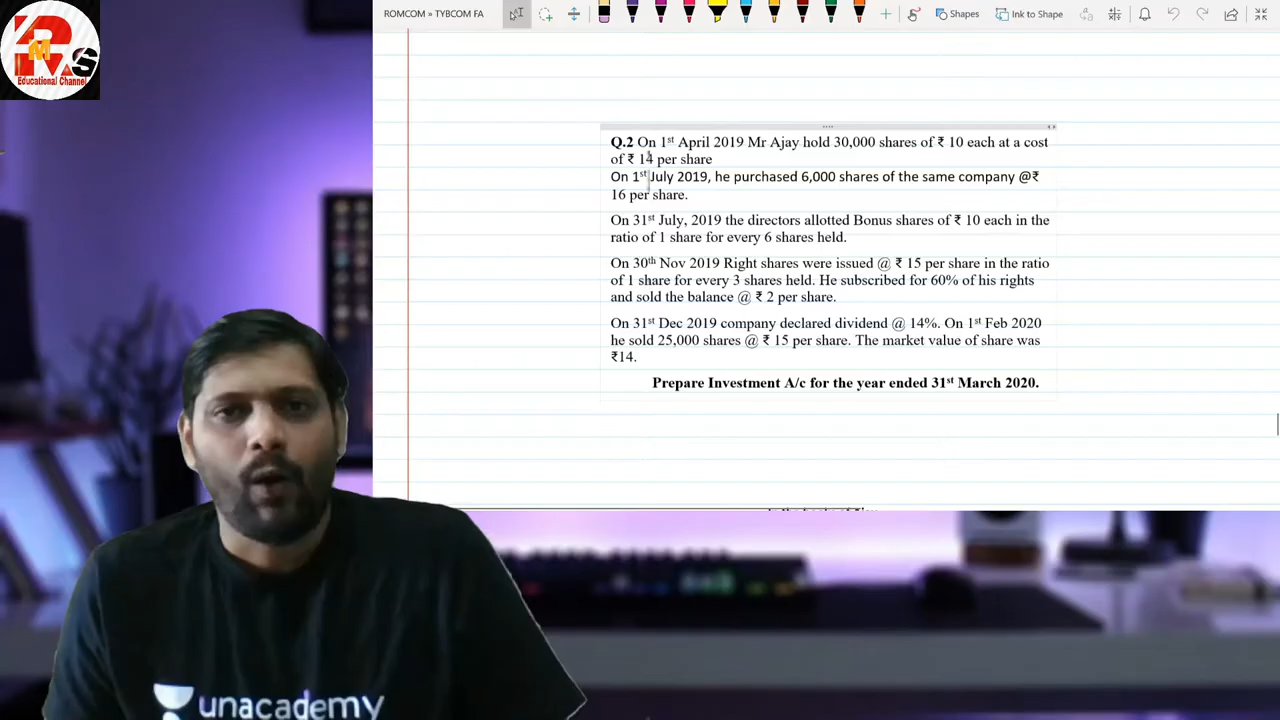 ROMCOM » TYBCOM FA
Shapes
Ink to Shape
RMS
Educational Channel
Q.2 On 1st April 2019 Mr Ajay hold 30,000 shares of ₹ 10 each at a cost
of ₹ 14 per share
On 1st July 2019, he purchased 6,000 shares of the same company @₹
16 per share.
On 31st July, 2019 the directors allotted Bonus shares of ₹ 10 each in the
ratio of 1 share for every 6 shares held.
On 30th Nov 2019 Right shares were issued @ ₹ 15 per share in the ratio
of 1 share for every 3 shares held. He subscribed for 60% of his rights
and sold the balance @ ₹ 2 per share.
On 31st Dec 2019 company declared dividend @ 14%. On 1st Feb 2020
he sold 25,000 shares @ ₹ 15 per share. The market value of share was
₹14.
Prepare Investment A/c for the year ended 31st March 2020.
unacademy